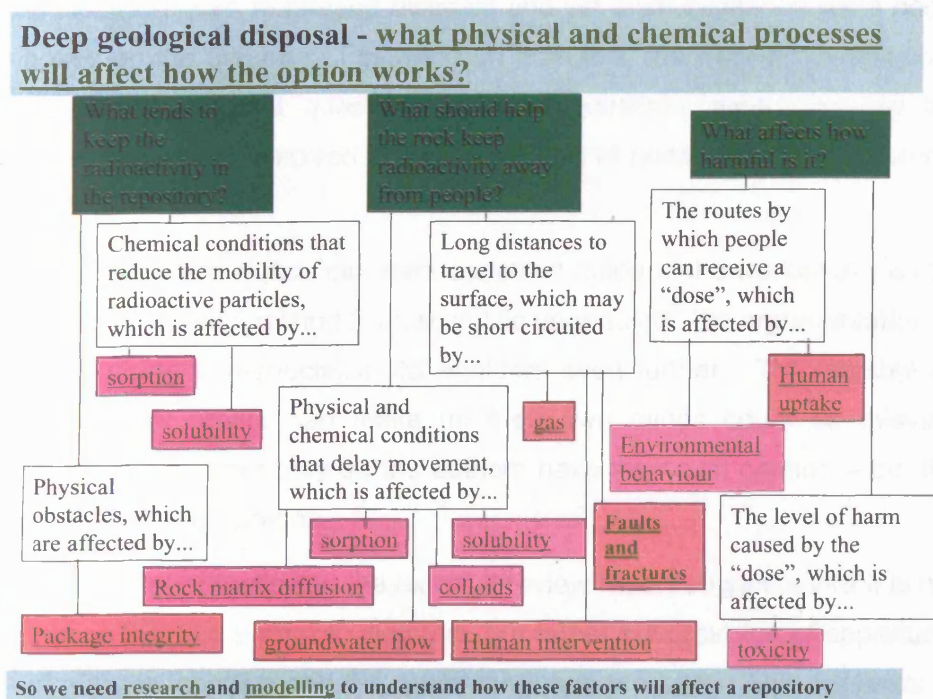 Deep geological disposal - what physical and chemical processes
will affect how the option works?
What tends to
keep the
radioactivity in
the repository?
What should help
the rock keep
radioactivity away
from people?
What affects how
harmful is it?
Chemical conditions that
reduce the mobility of
radioactive particles,
which is affected by...
Long distances to
travel to the
surface, which may
be short circuited
by...
The routes by
which people
can receive a
“dose”, which
is affected by...
sorption
solubility
Physical and
chemical conditions
that delay movement,
which is affected by...
gas
Human
uptake
Environmental
behaviour
Physical
obstacles, which
are affected by...
sorption
solubility
Faults
and
fractures
The level of harm
caused by the
“dose”, which is
affected by...
Rock matrix diffusion
colloids
Package integrity
groundwater flow
Human intervention
toxicity
So we need research and modelling to understand how these factors will affect a repository